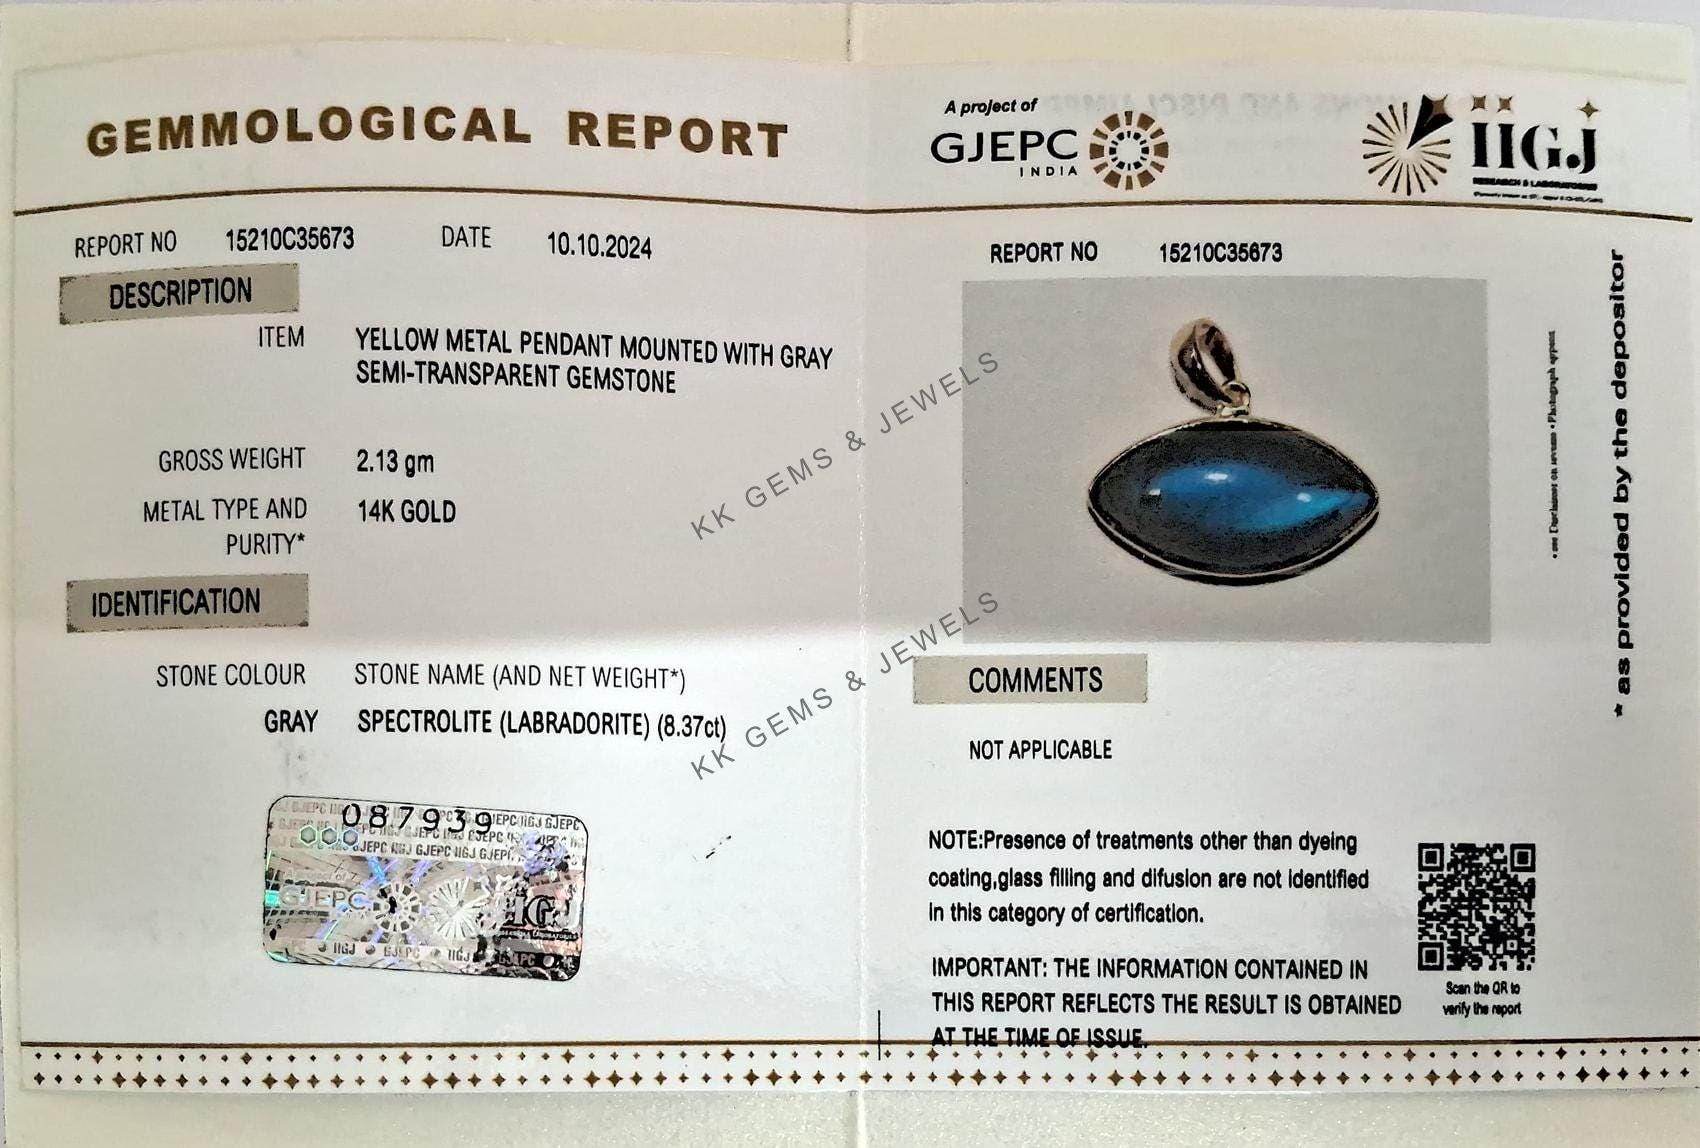 GEMMOLOGICAL REPORT
REPORT NO 15210C35673 DATE 10.10.2024
DESCRIPTION
ITEM YELLOW METAL PENDANT MOUNTED WITH GRAY
SEMI-TRANSPARENT GEMSTONE
GROSS WEIGHT 2.13 gm
METAL TYPE AND 14K GOLD
PURITY*
IDENTIFICATION
STONE COLOUR STONE NAME (AND NET WEIGHT*)
GRAY SPECTROLITE (LABRADORITE) (8.37ct)
087939
GJEPC IIGJ
A project of
GJEPC
INDIA
IIGJ
RESEARCH & LABORATORIES
REPORT NO 15210C35673
* as provided by the depositor
COMMENTS
NOT APPLICABLE
NOTE:Presence of treatments other than dyeing
coating,glass filling and difusion are not identified
in this category of certification.
IMPORTANT: THE INFORMATION CONTAINED IN
THIS REPORT REFLECTS THE RESULT IS OBTAINED
AT THE TIME OF ISSUE.
Scan the QR to
verify the report
KK GEMS & JEWELS
KK GEMS & JEWELS